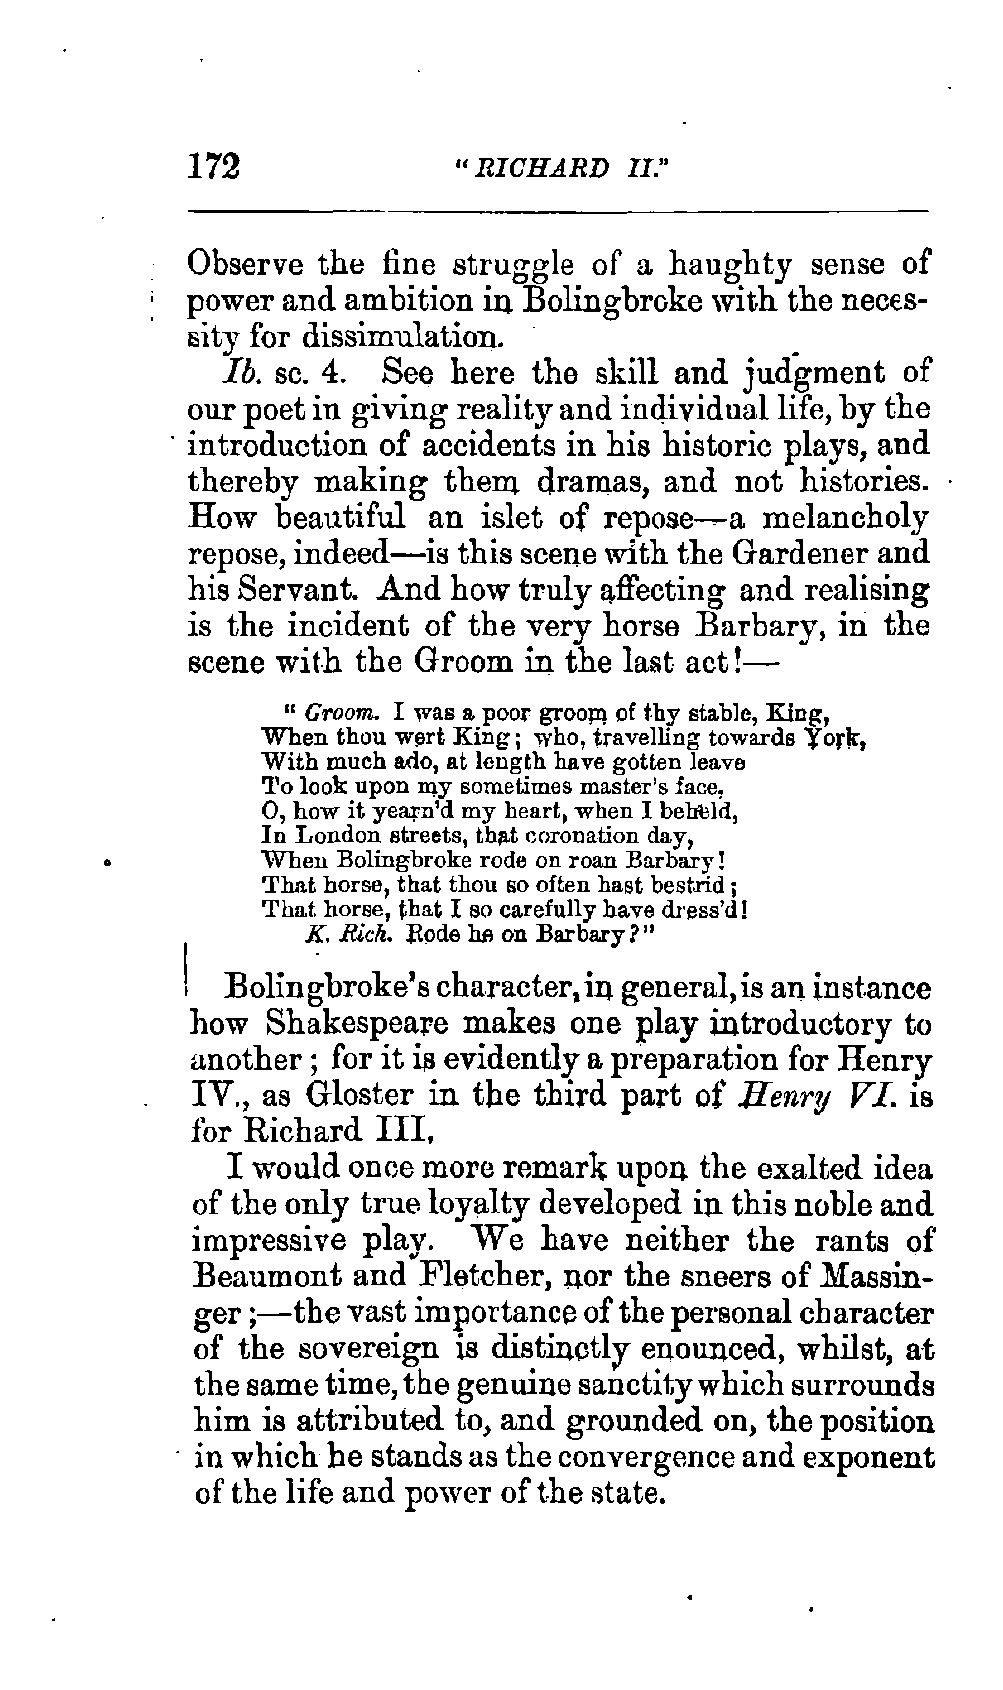 172 "RICHARD II."
Observe the fine struggle of a haughty sense of
power and ambition in Bolingbroke with the neces-
sity for dissimulation.
Ib. sc. 4. See here the skill and judgment of
our poet in giving reality and individual life, by the
introduction of accidents in his historic plays, and
thereby making them dramas, and not histories.
How beautiful an islet of repose—a melancholy
repose, indeed—is this scene with the Gardener and
his Servant. And how truly affecting and realising
is the incident of the very horse Barbary, in the
scene with the Groom in the last act!—
"Groom. I was a poor groom of thy stable, King,
When thou wert King; who, travelling towards York,
With much ado, at length have gotten leave
To look upon my sometimes master's face.
O, how it yearn'd my heart, when I beheld,
In London streets, that coronation day,
When Bolingbroke rode on roan Barbary!
That horse, that thou so often hast bestrid;
That horse, that I so carefully have dress'd!
K. Rich. Rode he on Barbary?"
Bolingbroke's character, in general, is an instance
how Shakespeare makes one play introductory to
another; for it is evidently a preparation for Henry
IV., as Gloster in the third part of Henry VI. is
for Richard III.
I would once more remark upon the exalted idea
of the only true loyalty developed in this noble and
impressive play. We have neither the rants of
Beaumont and Fletcher, nor the sneers of Massin-
ger;—the vast importance of the personal character
of the sovereign is distinctly enounced, whilst, at
the same time, the genuine sanctity which surrounds
him is attributed to, and grounded on, the position
in which he stands as the convergence and exponent
of the life and power of the state.